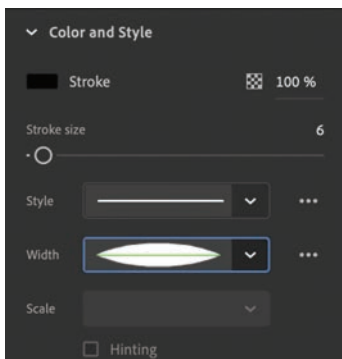 Color and Style
Stroke 100 %
Stroke size 6
Style
Width
Scale
Hinting